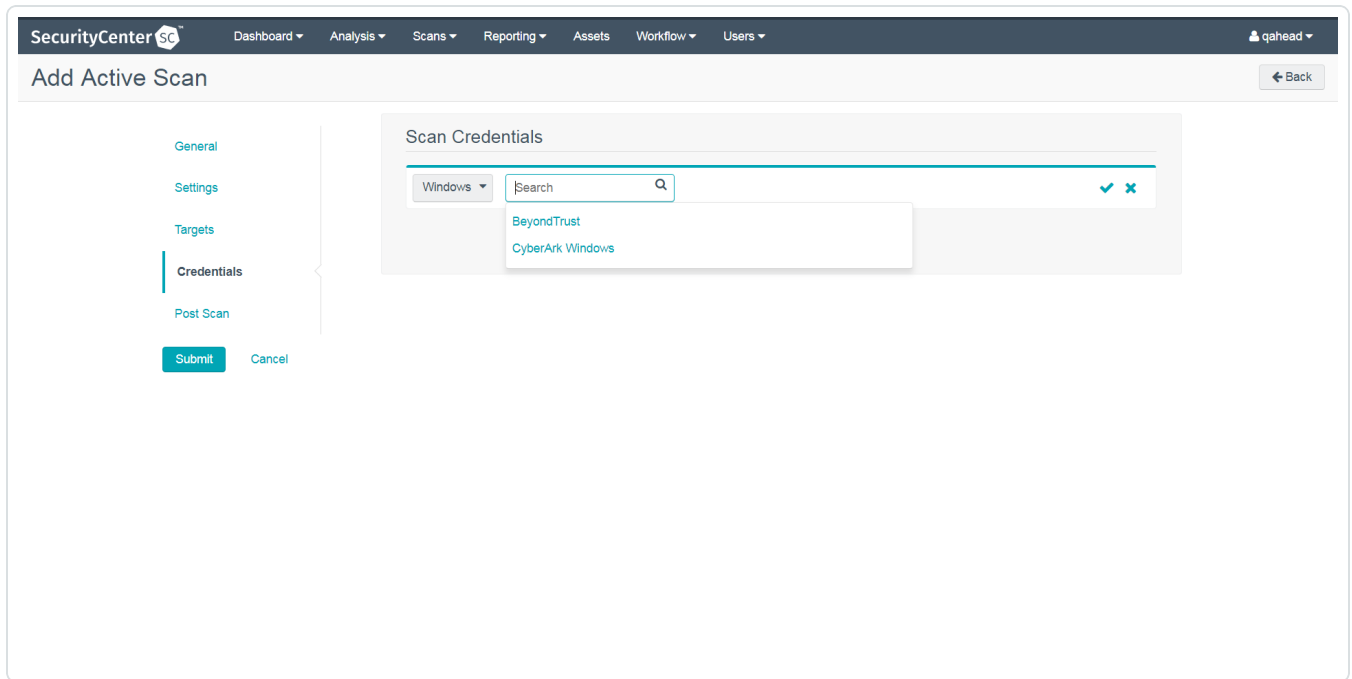 SecurityCenter SC™ Dashboard Analysis Scans Reporting Assets Workflow Users qahead
Add Active Scan Back
General
Settings
Targets
Credentials
Post Scan
Submit Cancel
Scan Credentials
Windows Search
BeyondTrust
CyberArk Windows